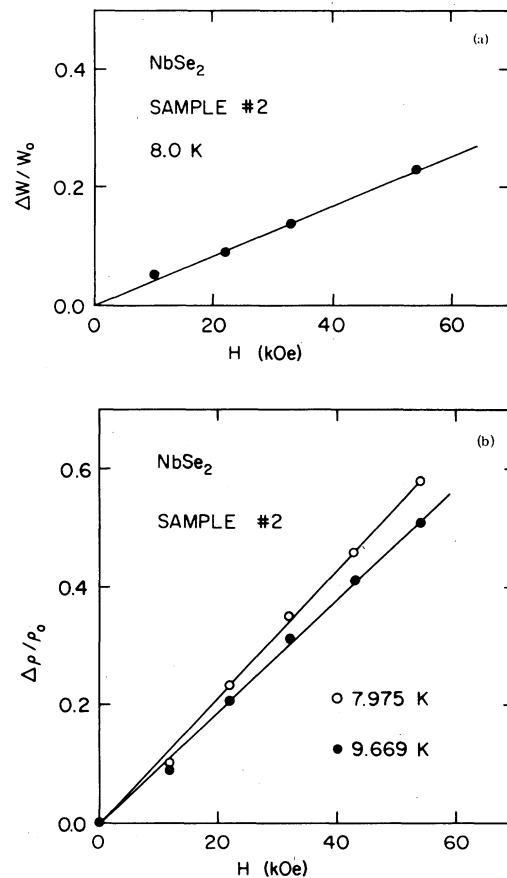 (a)
NbSe₂
SAMPLE #2
8.0 K
0.4
0.2
0.0
ΔW/W₀
0 20 40 60
H (kOe)
(b)
NbSe₂
SAMPLE #2
0.6
0.4
0.2
0.0
Δρ/ρ₀
7.975 K
9.669 K
0 20 40 60
H (kOe)